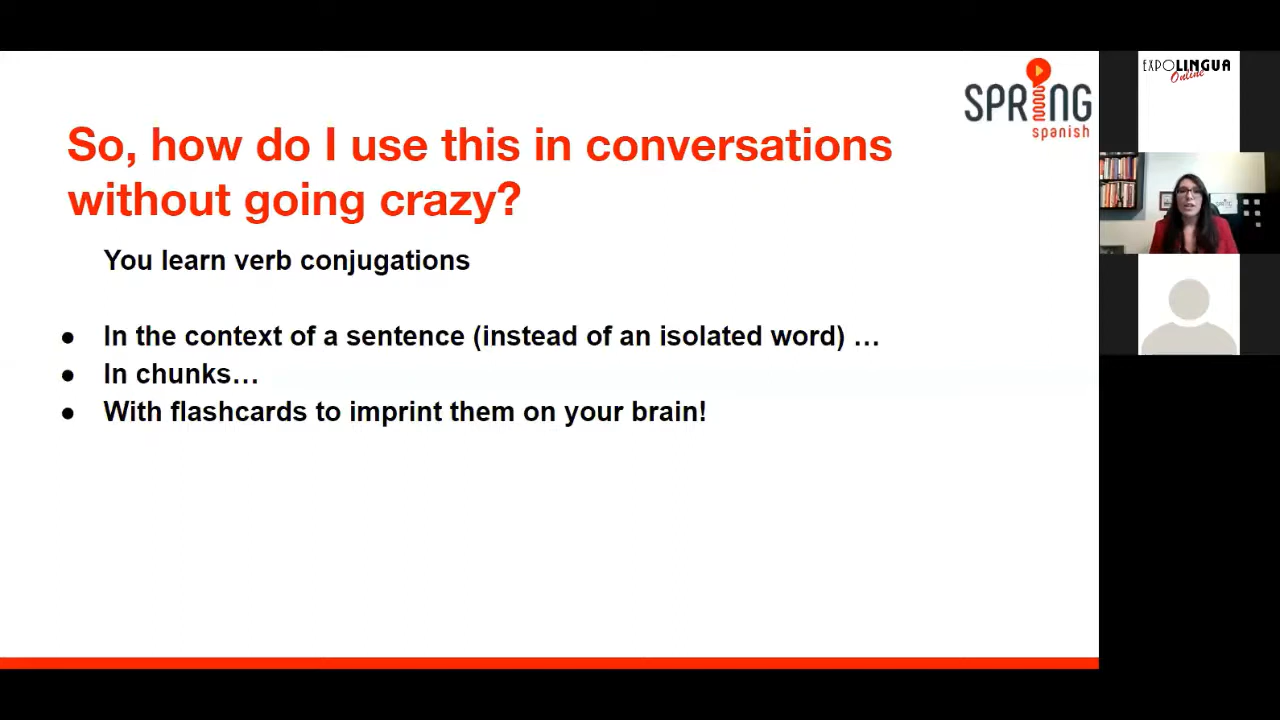 So, how do I use this in conversations
without going crazy?
You learn verb conjugations
● In the context of a sentence (instead of an isolated word) …
● In chunks…
● With flashcards to imprint them on your brain!
SPRING
spanish
EXPOLINGUA
Online